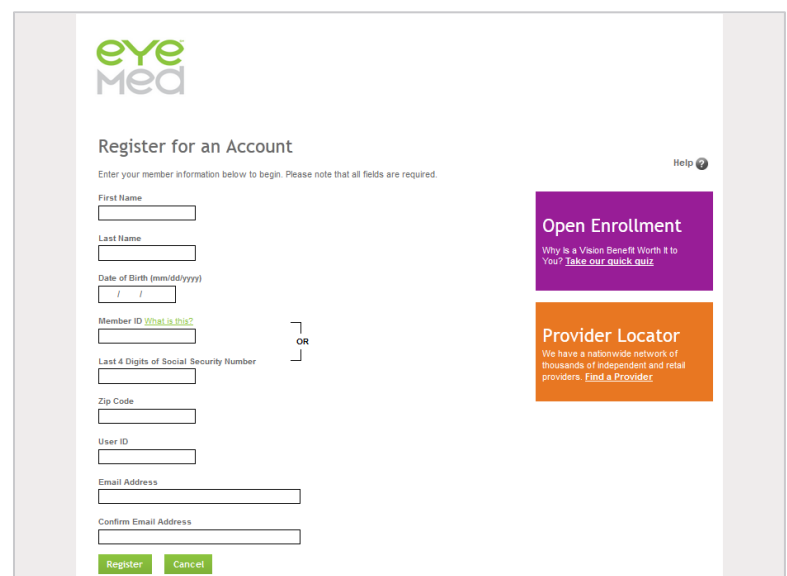 eye
Med
Register for an Account
Help ?
Enter your member information below to begin. Please note that all fields are required.
First Name
Last Name
Date of Birth (mm/dd/yyyy)
/ /
Member ID What is this?
OR
Last 4 Digits of Social Security Number
Zip Code
User ID
Email Address
Confirm Email Address
Register Cancel
Open Enrollment
Why Is a Vision Benefit Worth It to
You? Take our quick quiz
Provider Locator
We have a nationwide network of
thousands of independent and retail
providers. Find a Provider